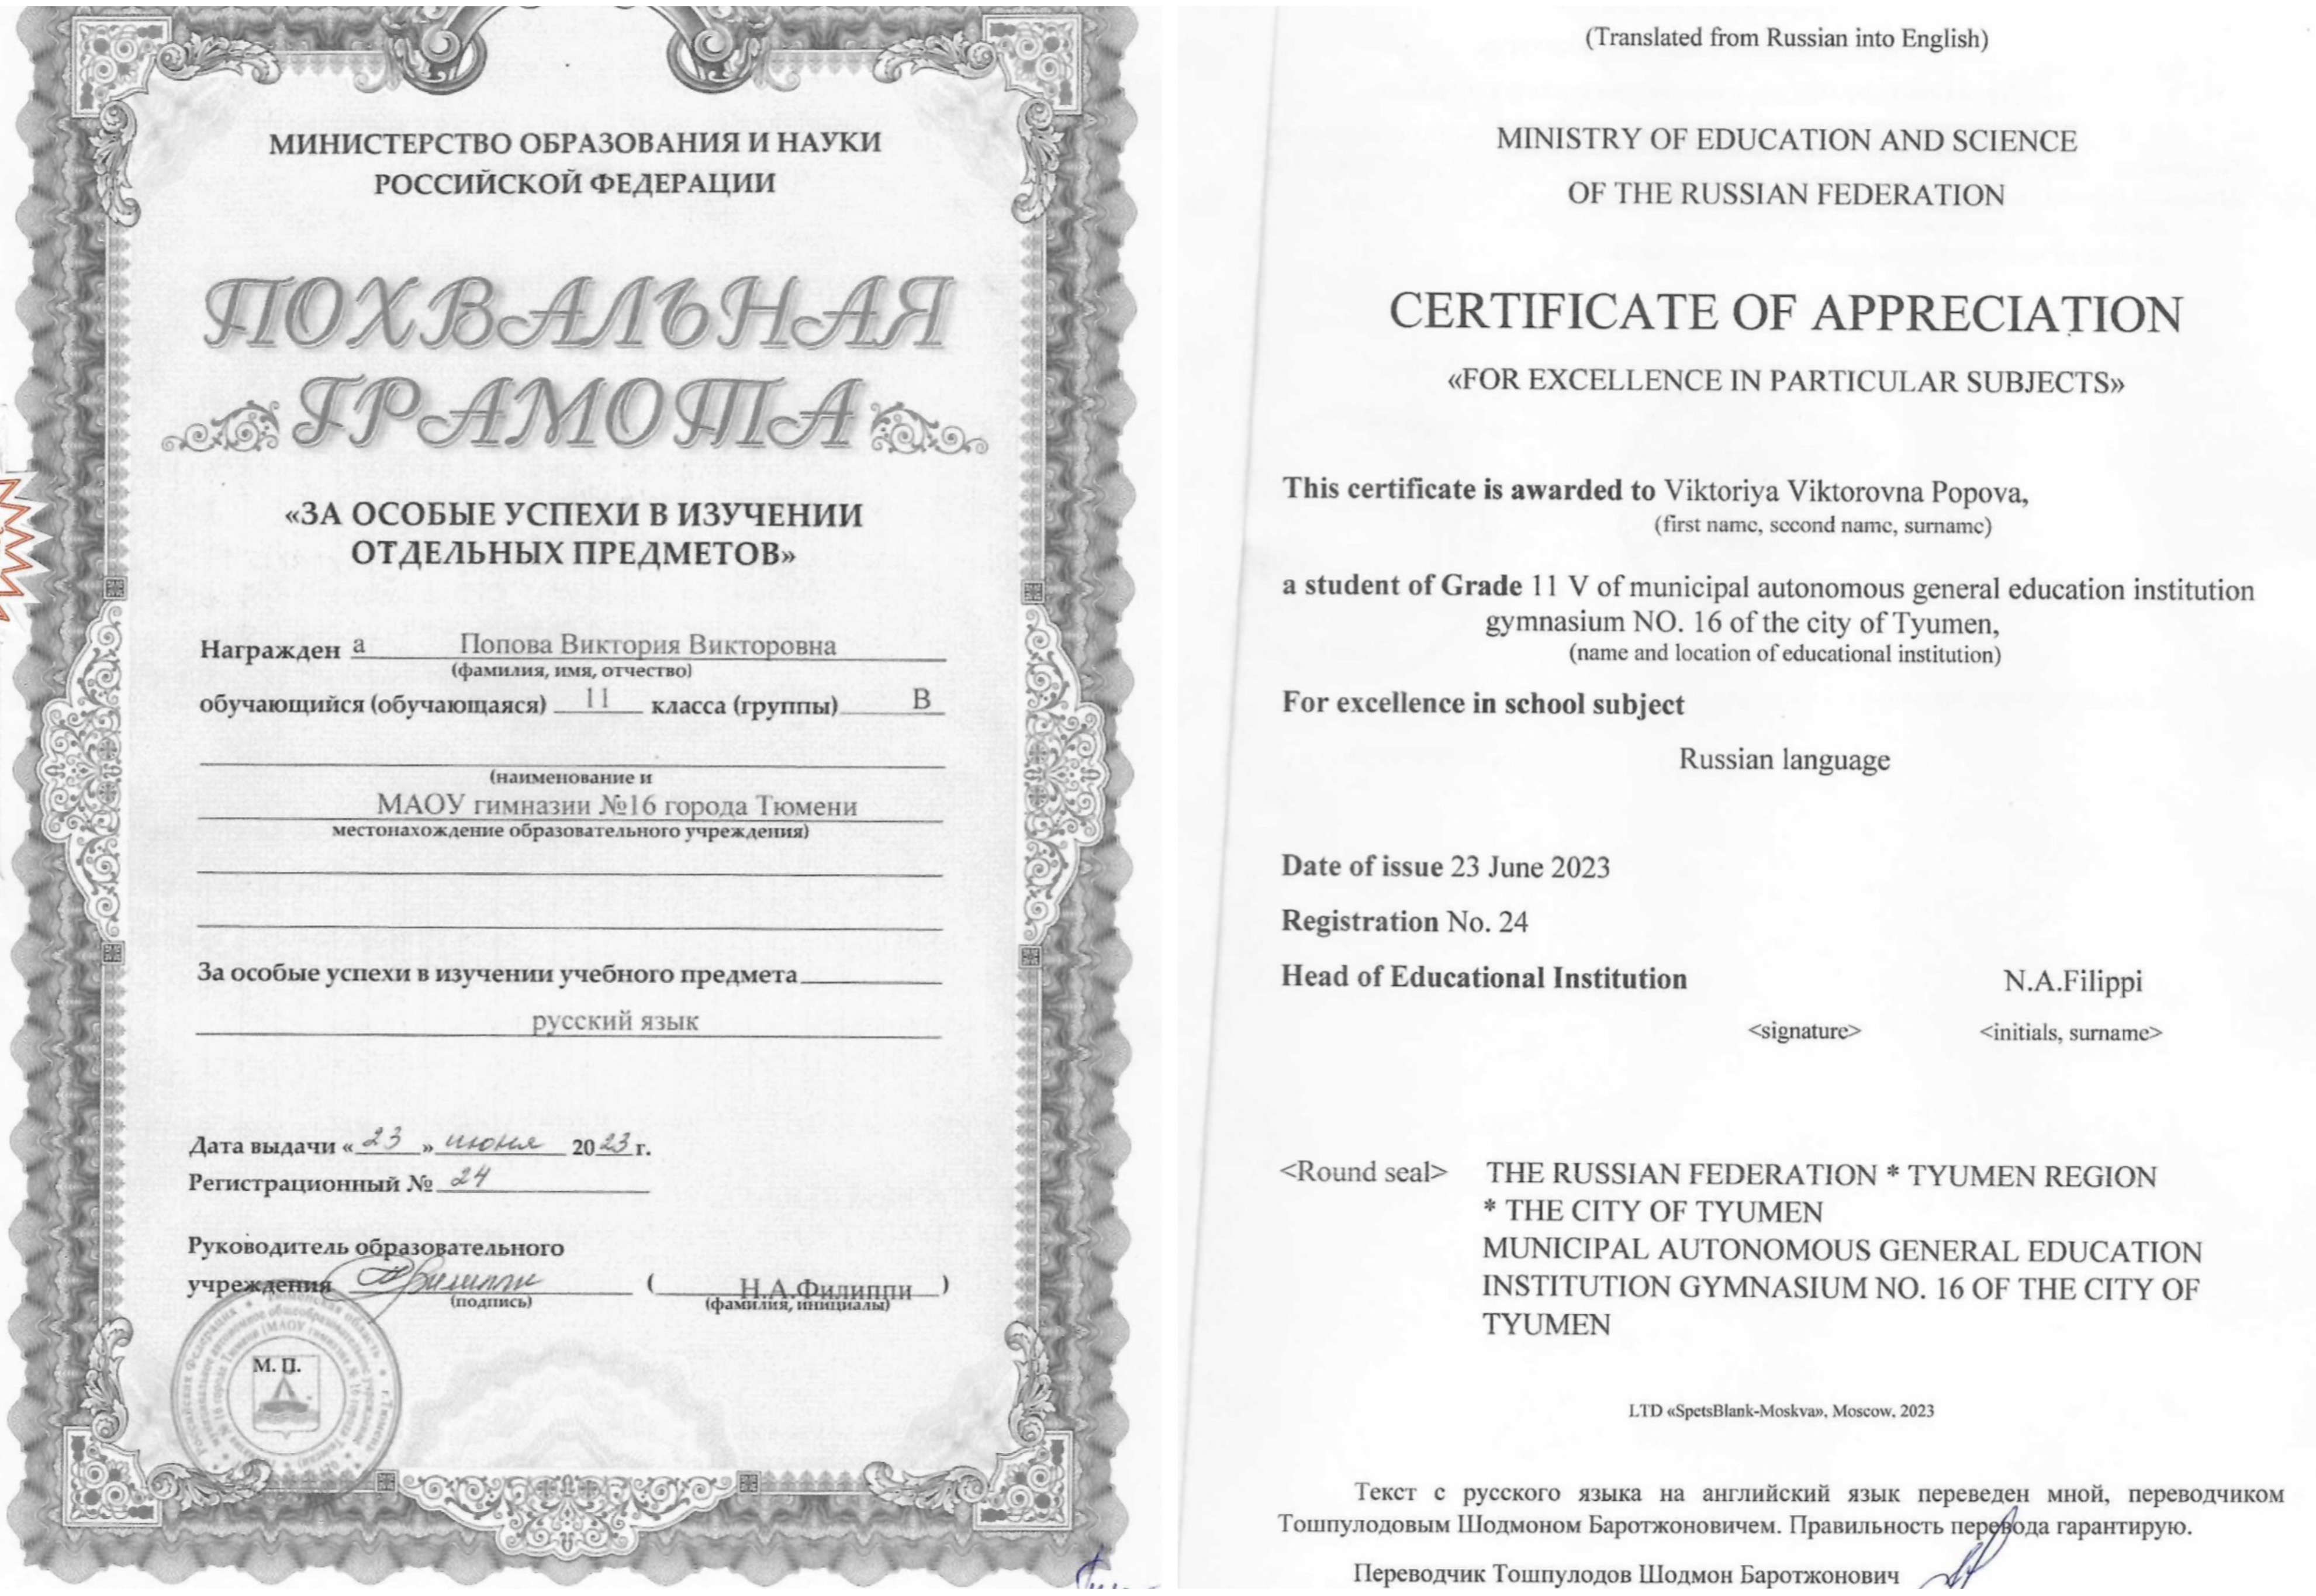 МИНИСТЕРСТВО ОБРАЗОВАНИЯ И НАУКИ
РОССИЙСКОЙ ФЕДЕРАЦИИ
ПОХВАЛЬНАЯ
ГРАМОТА
«ЗА ОСОБЫЕ УСПЕХИ В ИЗУЧЕНИИ
ОТДЕЛЬНЫХ ПРЕДМЕТОВ»
Награжден а Попова Виктория Викторовна
(фамилия, имя, отчество)
обучающийся (обучающаяся) 11 класса (группы) В
(наименование и
МАОУ гимназии №16 города Тюмени
местонахождение образовательного учреждения)
За особые успехи в изучении учебного предмета
русский язык
Дата выдачи « 23 » июня 2023 г.
Регистрационный № 24
Руководитель образовательного
учреждения Филиппи ( Н.А.Филиппи )
(подпись) (фамилия, инициалы)
М. П.
(Translated from Russian into English)
MINISTRY OF EDUCATION AND SCIENCE
OF THE RUSSIAN FEDERATION
CERTIFICATE OF APPRECIATION
«FOR EXCELLENCE IN PARTICULAR SUBJECTS»
This certificate is awarded to Viktoriya Viktorovna Popova,
(first name, second name, surname)
a student of Grade 11 V of municipal autonomous general education institution
gymnasium NO. 16 of the city of Tyumen,
(name and location of educational institution)
For excellence in school subject
Russian language
Date of issue 23 June 2023
Registration No. 24
Head of Educational Institution N.A.Filippi
<signature> <initials, surname>
<Round seal> THE RUSSIAN FEDERATION * TYUMEN REGION
* THE CITY OF TYUMEN
MUNICIPAL AUTONOMOUS GENERAL EDUCATION
INSTITUTION GYMNASIUM NO. 16 OF THE CITY OF
TYUMEN
LTD «SpetsBlank-Moskva», Moscow, 2023
Текст с русского языка на английский язык переведен мной, переводчиком
Тошпулодовым Шодмоном Баротжоновичем. Правильность перевода гарантирую.
Переводчик Тошпулодов Шодмон Баротжонович